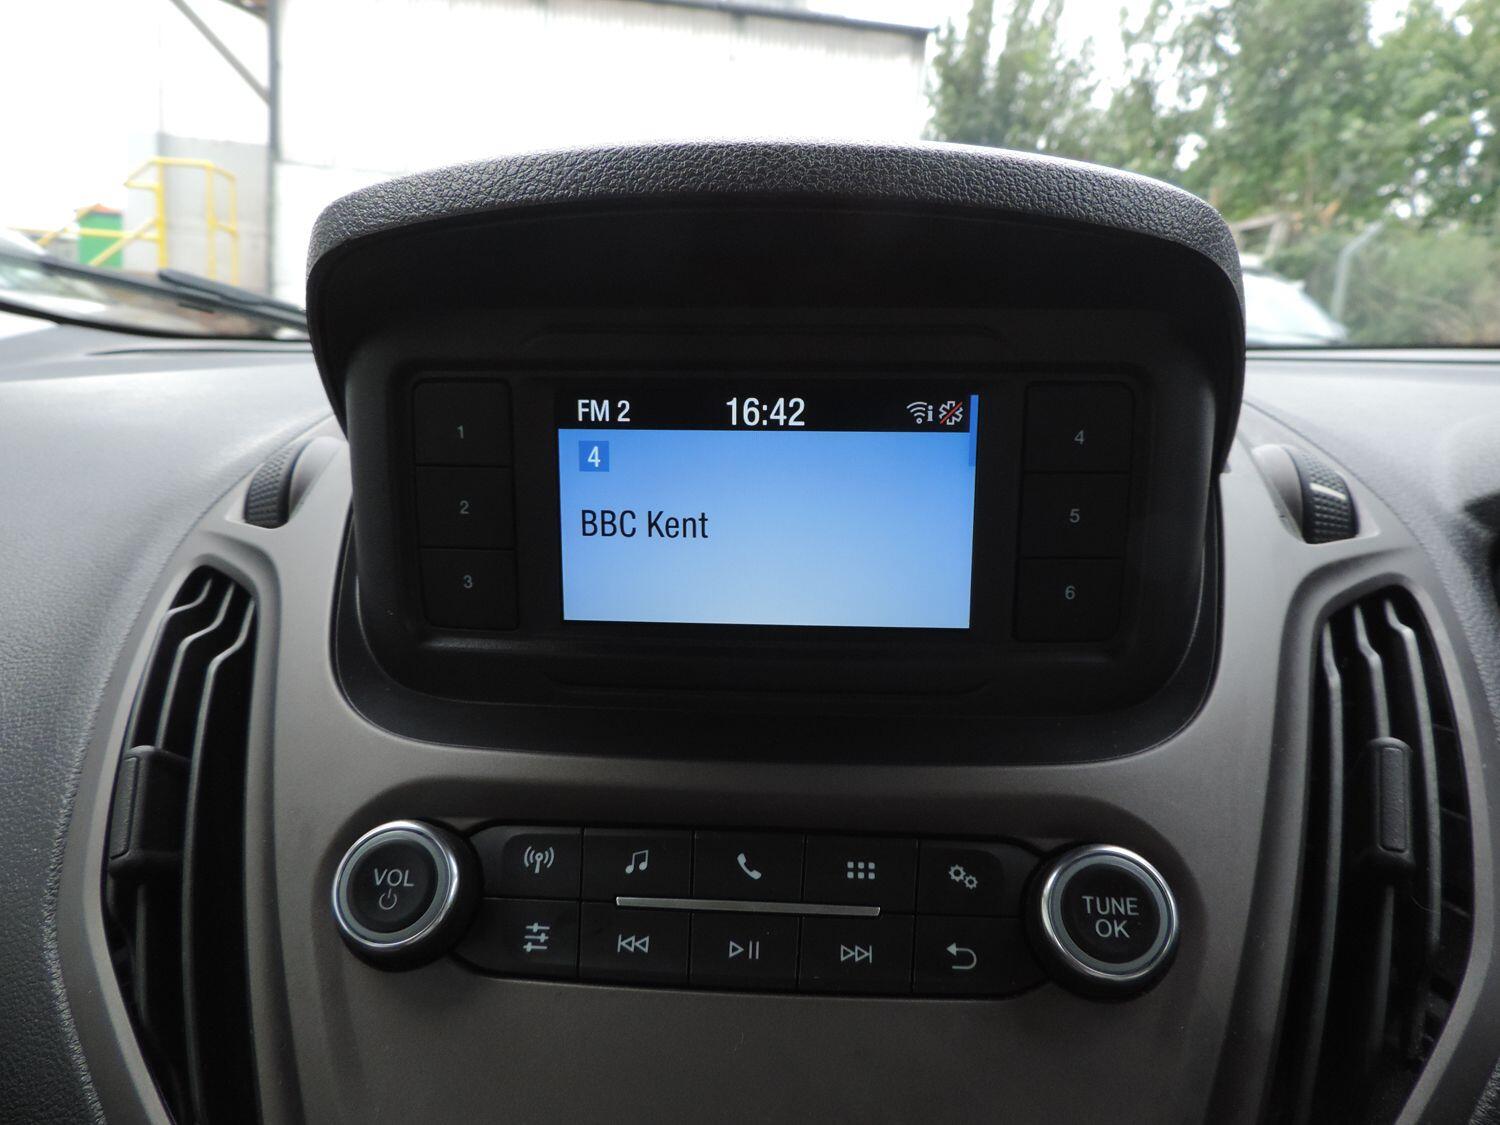 FM 2 16:42
4
BBC Kent
1
2
3
4
5
6
VOL
TUNE
OK